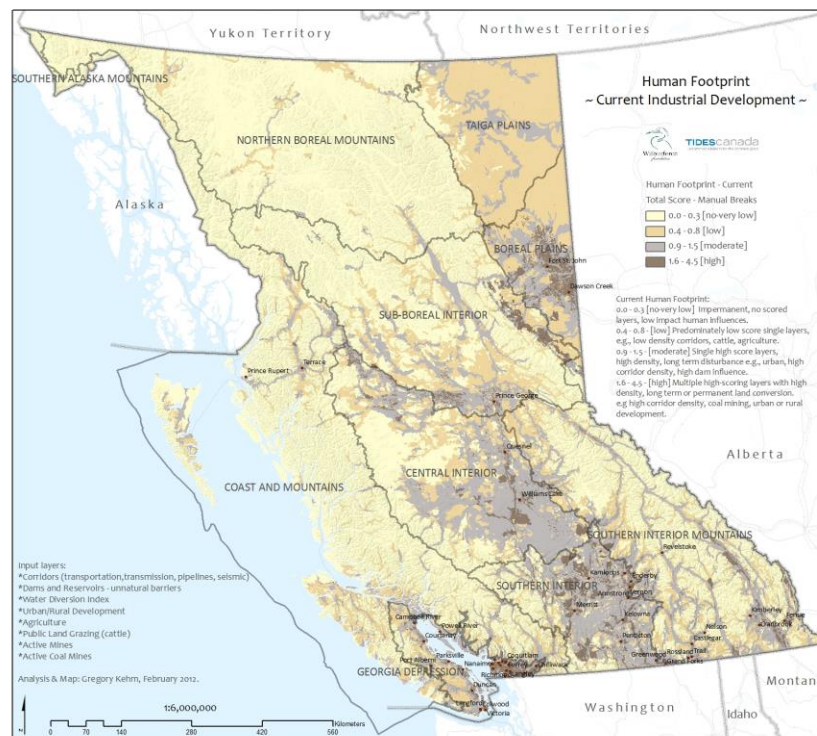 Yukon Territory
Northwest Territories
SOUTHERN ALASKA MOUNTAINS
Human Footprint
~ Current Industrial Development ~
TAIGA PLAINS
NORTHERN BOREAL MOUNTAINS
Wilburforce
foundation
TIDEScanada
Human Footprint - Current
Total Score - Manual Breaks
0.0 - 0.3 [no-very low]
0.4 - 0.8 [low]
0.9 - 1.5 [moderate]
1.6 - 4.5 [high]
Alaska
BOREAL PLAINS
Fort St. John
Dawson Creek
Current Human Footprint:
0.0 - 0.3 [no-very low] Impermanent, no scored
layers, low impact human influences.
0.4 - 0.8 - [low] Predominately low score single layers,
e.g., low density corridors, cattle, agriculture.
0.9 - 1.5 - [moderate] Single high score layers,
high density, long term disturbance e.g., urban, high
corridor density, high dam influence.
1.6 - 4.5 - [high] Multiple high-scoring layers with high
density, long term or permanent land conversion.
e.g high corridor density, coal mining, urban or rural
development.
SUB-BOREAL INTERIOR
Terrace
Prince Rupert
Prince George
Alberta
Quesnel
CENTRAL INTERIOR
COAST AND MOUNTAINS
Williams Lake
SOUTHERN INTERIOR MOUNTAINS
Revelstoke
SOUTHERN INTERIOR
Kamloops
Enderby
Armstrong
Vernon
Merritt
Kelowna
Kimberley
Fernie
Cranbrook
Nelson
Castlegar
Penticton
Rossland
Trail
Greenwood
Grand Forks
Campbell River
Powell River
Courtenay
Port Alberni
Parksville
Nanaimo
Coquitlam
Surrey
Chilliwack
Richmond
Langley
GEORGIA DEPRESSION
Duncan
Langford
Colwood
Victoria
Input layers:
*Corridors (transportation,transmission, pipelines, seismic)
*Dams and Reservoirs - unnatural barriers
*Water Diversion Index
*Urban/Rural Development
*Agriculture
*Public Land Grazing (cattle)
*Active Mines
*Active Coal Mines
Analysis & Map: Gregory Kehm, February 2012.
1:6,000,000
Kilometers
0 70 140 280 420 560
Washington
Idaho
Montan